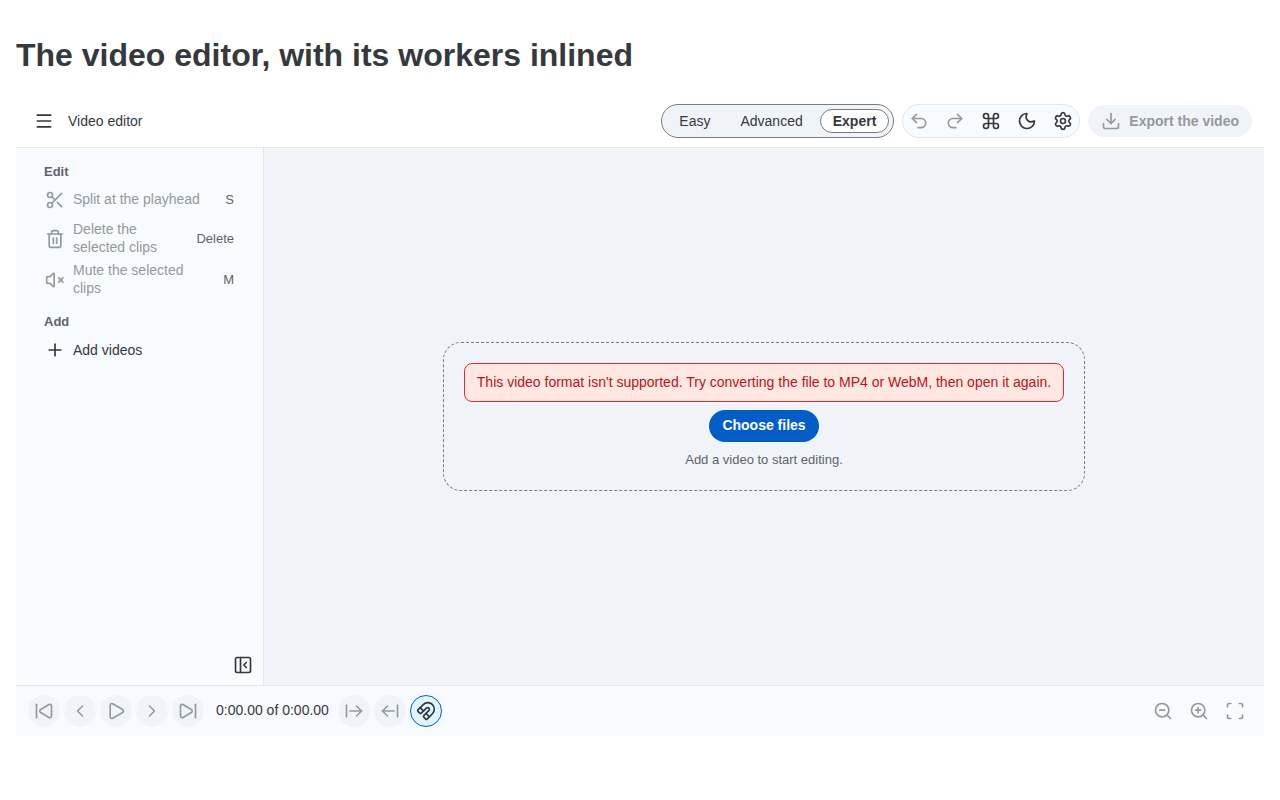 The video editor, with its workers inlined
Video editor
Easy Advanced Expert
Export the video
Edit
Split at the playhead S
Delete the
selected clips Delete
Mute the selected
clips M
Add
Add videos
This video format isn't supported. Try converting the file to MP4 or WebM, then open it again.
Choose files
Add a video to start editing.
0:00.00 of 0:00.00